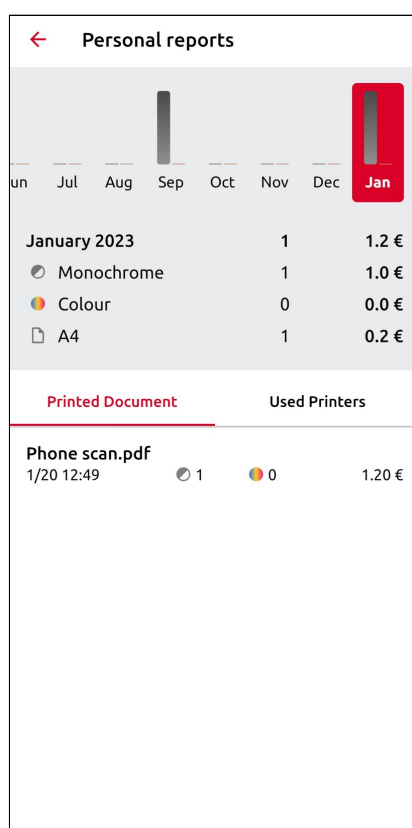 Personal reports
un Jul Aug Sep Oct Nov Dec Jan
January 2023 1 1.2 €
Monochrome 1 1.0 €
Colour 0 0.0 €
A4 1 0.2 €
Printed Document Used Printers
Phone scan.pdf
1/20 12:49 1 0 1.20 €